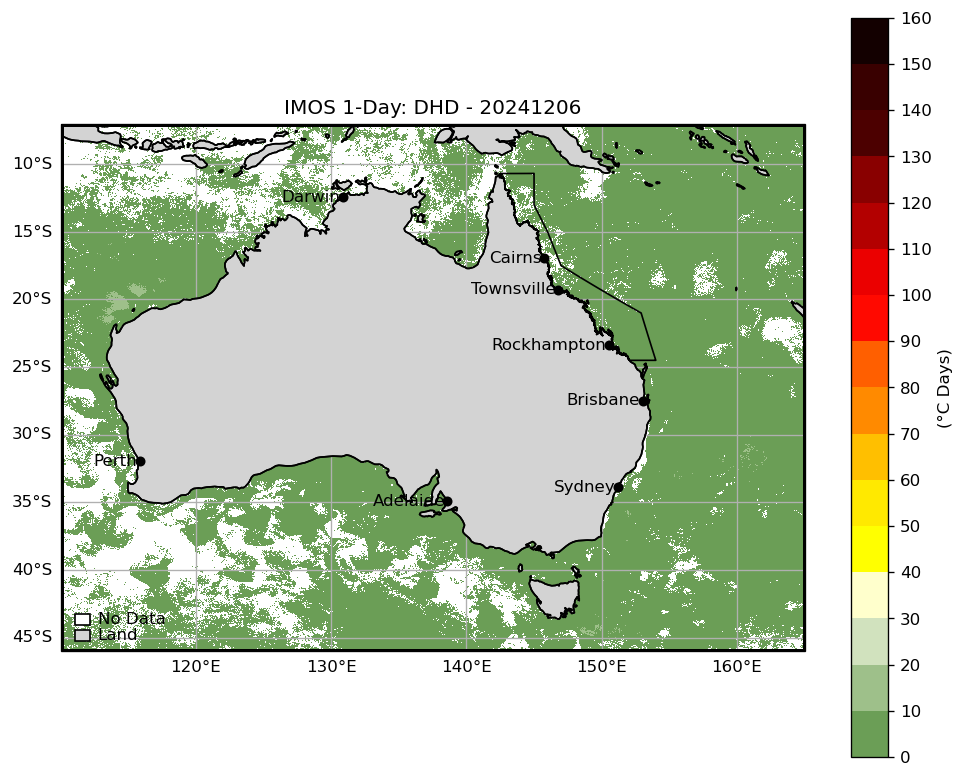 IMOS 1-Day: DHD - 20241206
10°S
15°S
20°S
25°S
30°S
35°S
40°S
45°S
Darwin
Cairns
Townsville
Rockhampton
Brisbane
Perth
Sydney
Adelaide
No Data
Land
120°E
130°E
140°E
150°E
160°E
160
150
140
130
120
110
100
90
80
70
60
50
40
30
20
10
0
(°C Days)